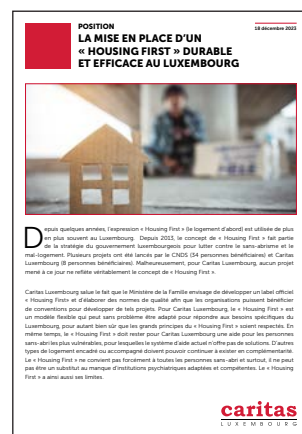 POSITION
18 décembre 2023
LA MISE EN PLACE D'UN
« HOUSING FIRST » DURABLE
ET EFFICACE AU LUXEMBOURG
Depuis quelques années, l'expression « Housing First » (le logement d'abord) est utilisée de plus
en plus souvent au Luxembourg. Depuis 2013, le concept de « Housing First » fait partie
de la stratégie du gouvernement luxembourgeois pour lutter contre le sans-abrisme et le
mal-logement. Plusieurs projets ont été lancés par le CNDS (34 personnes bénéficiaires) et Caritas
Luxembourg (8 personnes bénéficiaires). Malheureusement, pour Caritas Luxembourg, aucun projet
mené à ce jour ne reflète véritablement le concept de « Housing First ».
Caritas Luxembourg salue le fait que le Ministère de la Famille envisage de développer un label officiel
« Housing First» et d'élaborer des normes de qualité afin que les organisations puissent bénéficier
de conventions pour développer de tels projets. Pour Caritas Luxembourg, le « Housing First » est
un modèle flexible qui peut sans problème être adapté pour répondre aux besoins spécifiques du
Luxembourg, pour autant bien sûr que les grands principes du « Housing First » soient respectés. En
même temps, le « Housing First » doit rester pour Caritas Luxembourg une aide pour les personnes
sans-abri les plus vulnérables, pour lesquelles le système d'aide actuel n'offre pas de solutions. D'autres
types de logement encadré ou accompagné doivent pouvoir continuer à exister en complémentarité.
Le « Housing First » ne convient pas forcément à toutes les personnes sans-abri et surtout, il ne peut
pas être un substitut au manque d'institutions psychiatriques adaptées et compétentes. Le « Housing
First » a ainsi aussi ses limites.
caritas
LUXEMBOURG